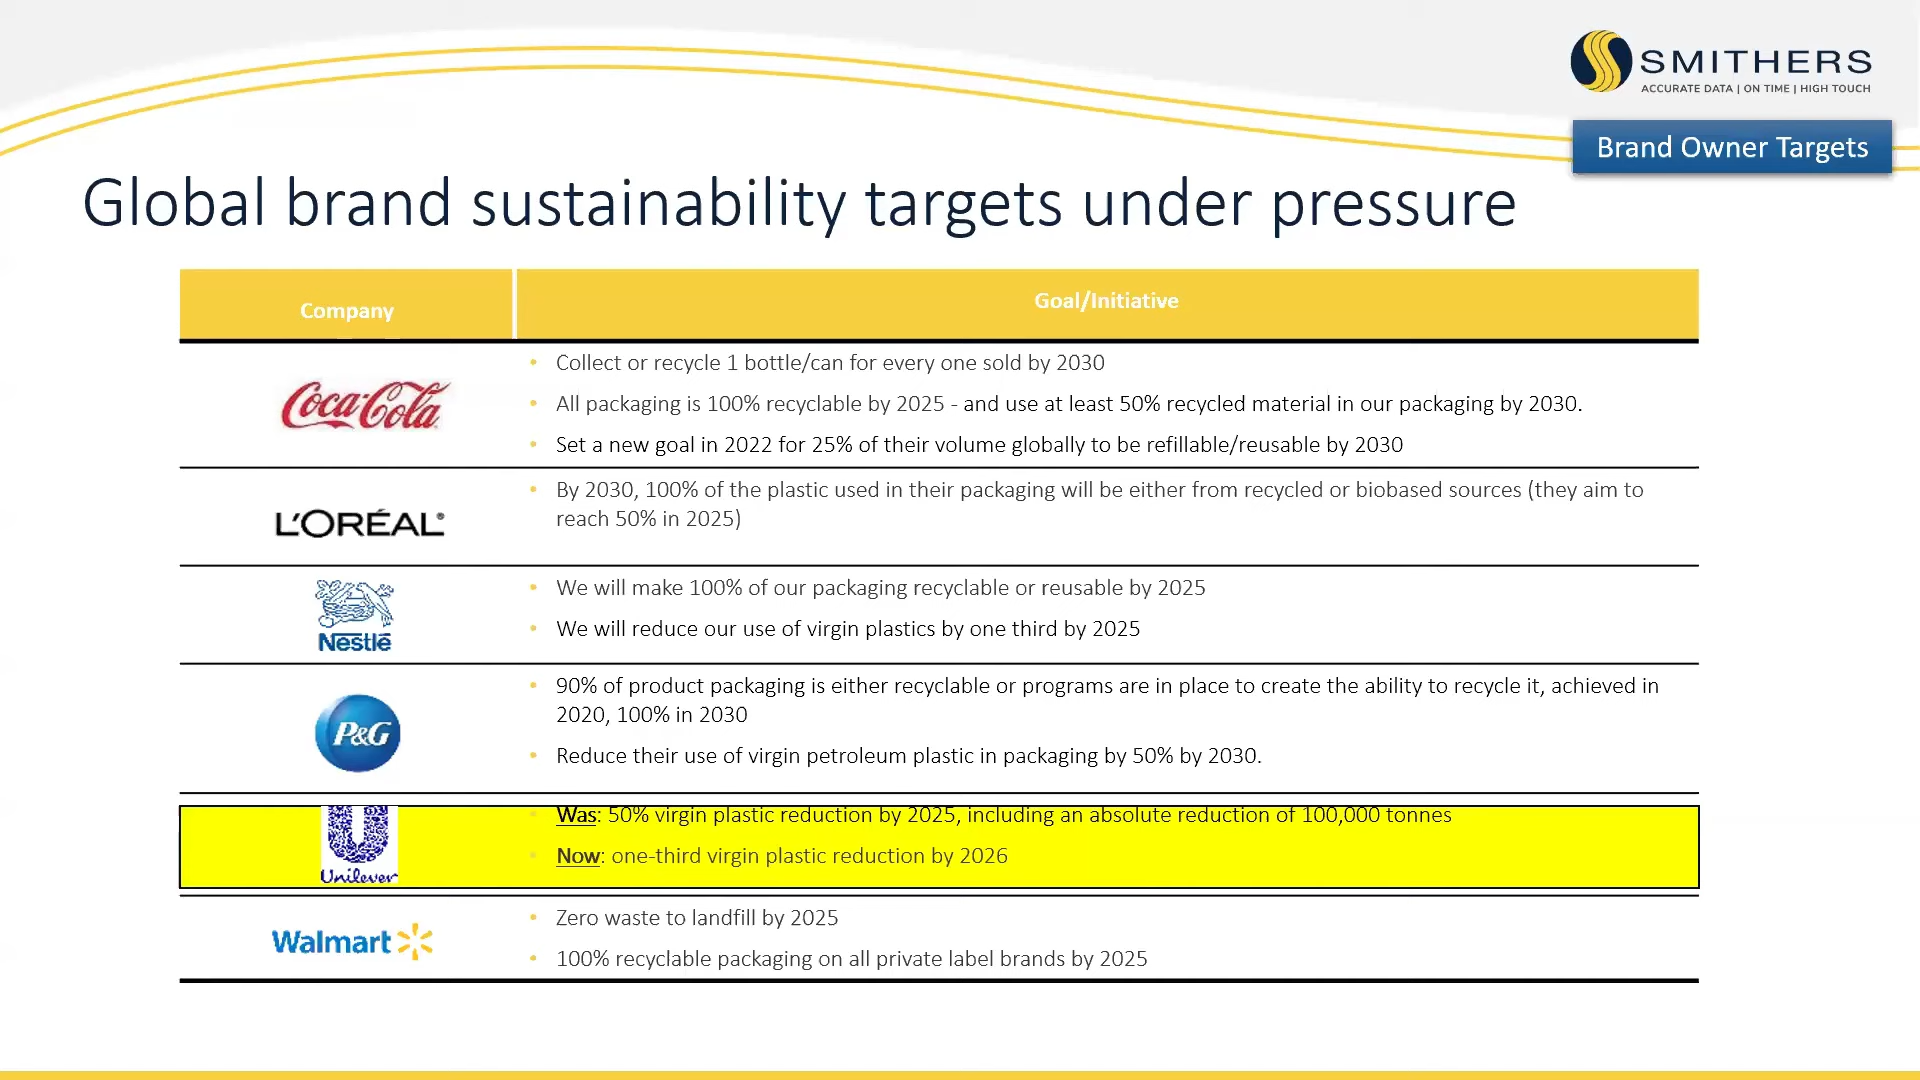 SMITHERS
ACCURATE DATA | ON TIME | HIGH TOUCH
Brand Owner Targets
Global brand sustainability targets under pressure
Company
Goal/Initiative
Coca-Cola
• Collect or recycle 1 bottle/can for every one sold by 2030
• All packaging is 100% recyclable by 2025 - and use at least 50% recycled material in our packaging by 2030.
• Set a new goal in 2022 for 25% of their volume globally to be refillable/reusable by 2030
L'ORÉAL
• By 2030, 100% of the plastic used in their packaging will be either from recycled or biobased sources (they aim to
reach 50% in 2025)
Nestlé
• We will make 100% of our packaging recyclable or reusable by 2025
• We will reduce our use of virgin plastics by one third by 2025
P&G
• 90% of product packaging is either recyclable or programs are in place to create the ability to recycle it, achieved in
2020, 100% in 2030
• Reduce their use of virgin petroleum plastic in packaging by 50% by 2030.
Unilever
• Was: 50% virgin plastic reduction by 2025, including an absolute reduction of 100,000 tonnes
• Now: one-third virgin plastic reduction by 2026
Walmart
• Zero waste to landfill by 2025
• 100% recyclable packaging on all private label brands by 2025